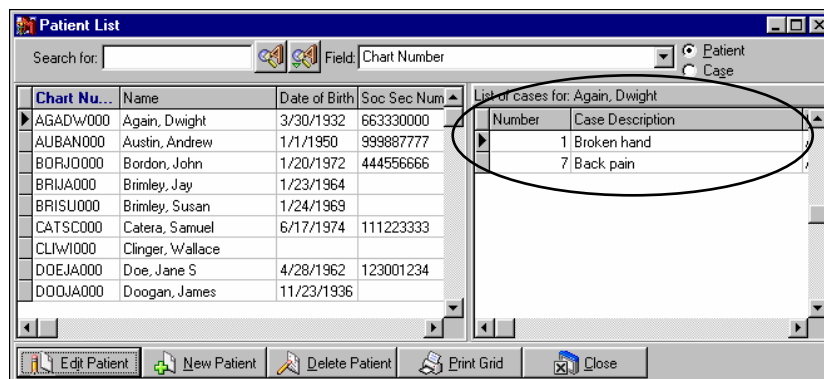 Patient List
Search for: Field: Chart Number Patient
Case
Chart Nu... Name Date of Birth Soc Sec Num
AGADW000 Again, Dwight 3/30/1932 663330000
AUBAN000 Austin, Andrew 1/1/1950 999887777
BORJO000 Bordon, John 1/20/1972 444556666
BRIJA000 Brimley, Jay 1/23/1964
BRISU000 Brimley, Susan 1/24/1969
CATSC000 Catera, Samuel 6/17/1974 111223333
CLIWI000 Clinger, Wallace
DOEJA000 Doe, Jane S 4/28/1962 123001234
DOOJA000 Doogan, James 11/23/1936
List of cases for: Again, Dwight
Number Case Description
1 Broken hand
7 Back pain
Edit Patient New Patient Delete Patient Print Grid Close